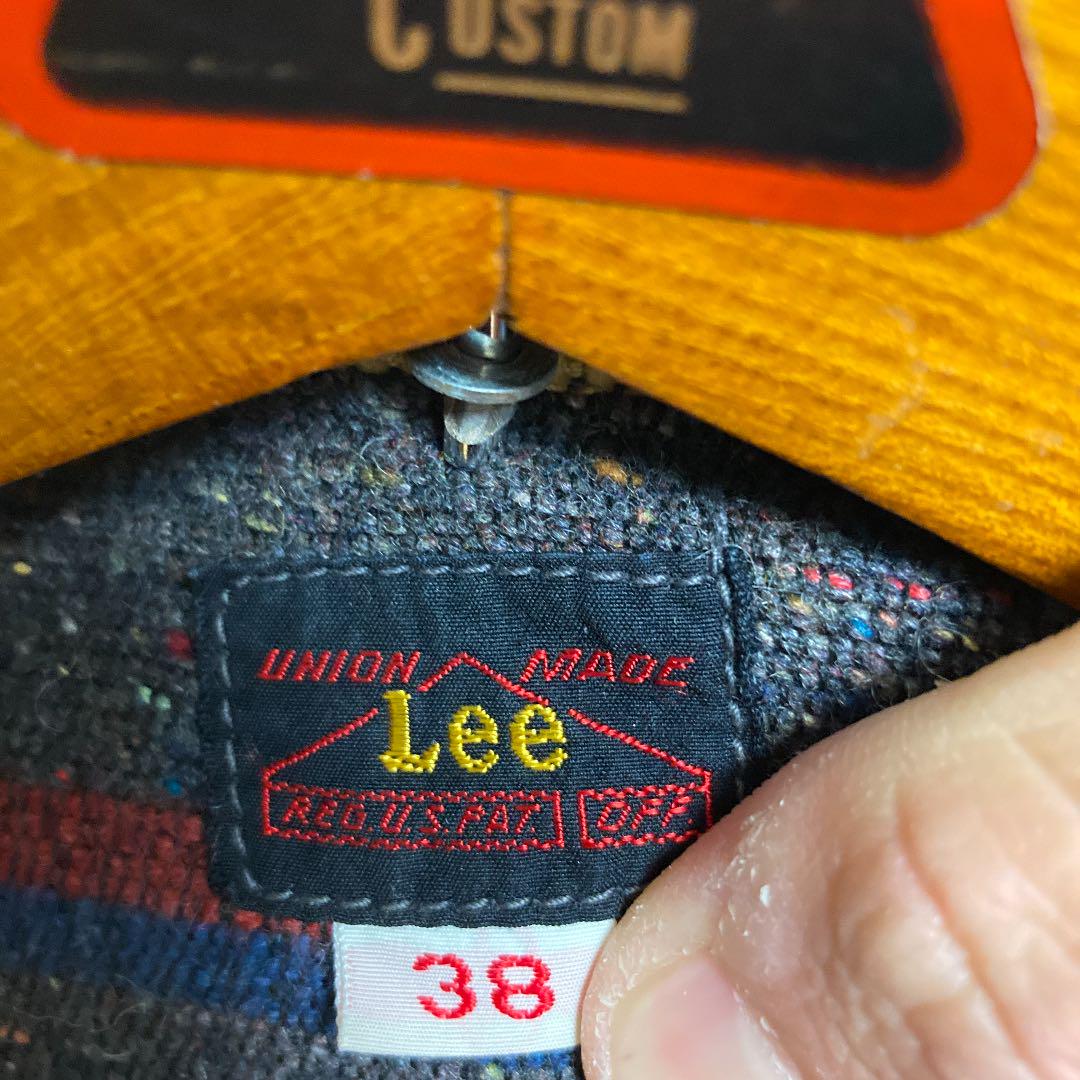 CUSTOM
UNION MADE
Lee
REG.U.S.PAT. OFF
38